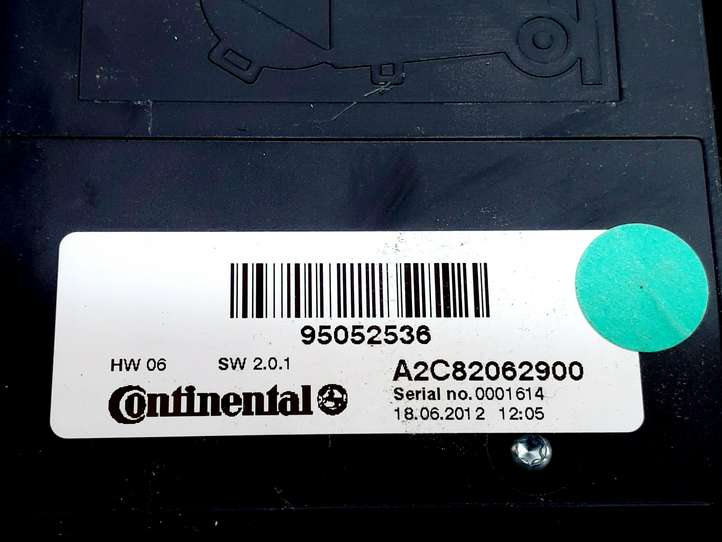 95052536
HW 06 SW 2.0.1
A2C82062900
Continental
Serial no.0001614
18.06.2012 12:05